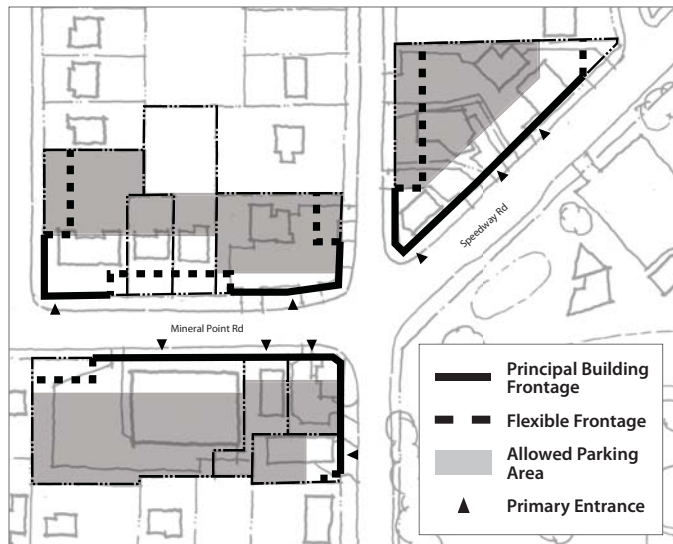 Speedway Rd
Mineral Point Rd
Principal Building
Frontage
Flexible Frontage
Allowed Parking
Area
Primary Entrance